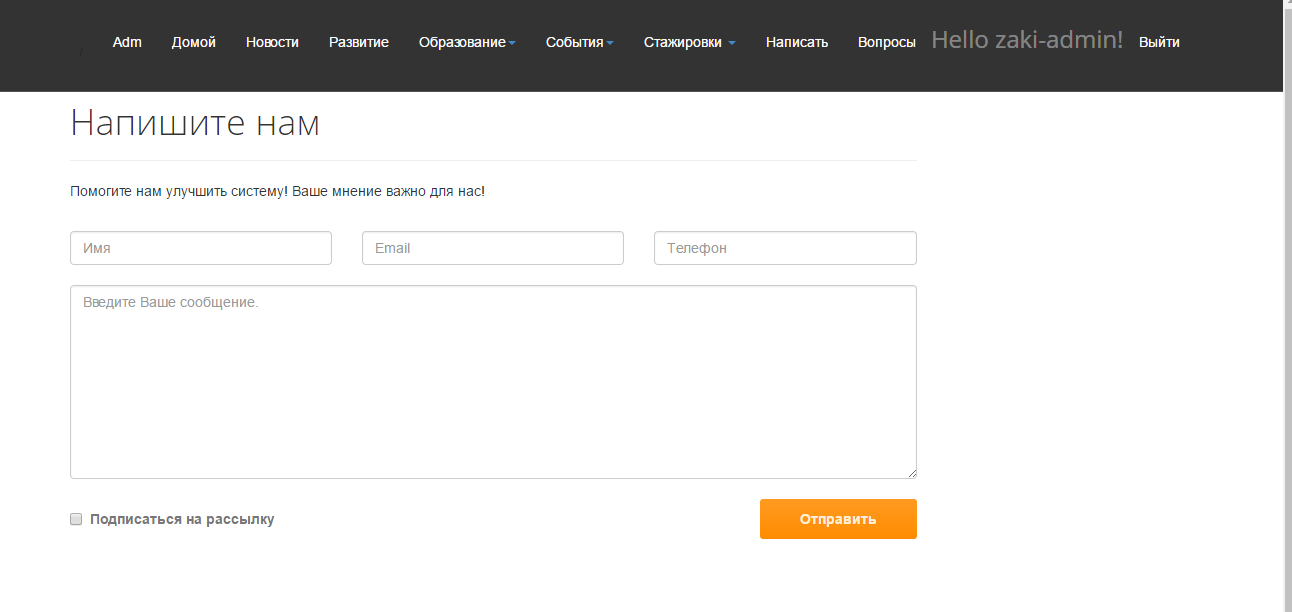 Adm Домой Новости Развитие Образование События Стажировки Написать Вопросы Hello zaki-admin! Выйти
Напишите нам
Помогите нам улучшить систему! Ваше мнение важно для нас!
Имя Email Телефон
Введите Ваше сообщение.
Подписаться на рассылку Отправить